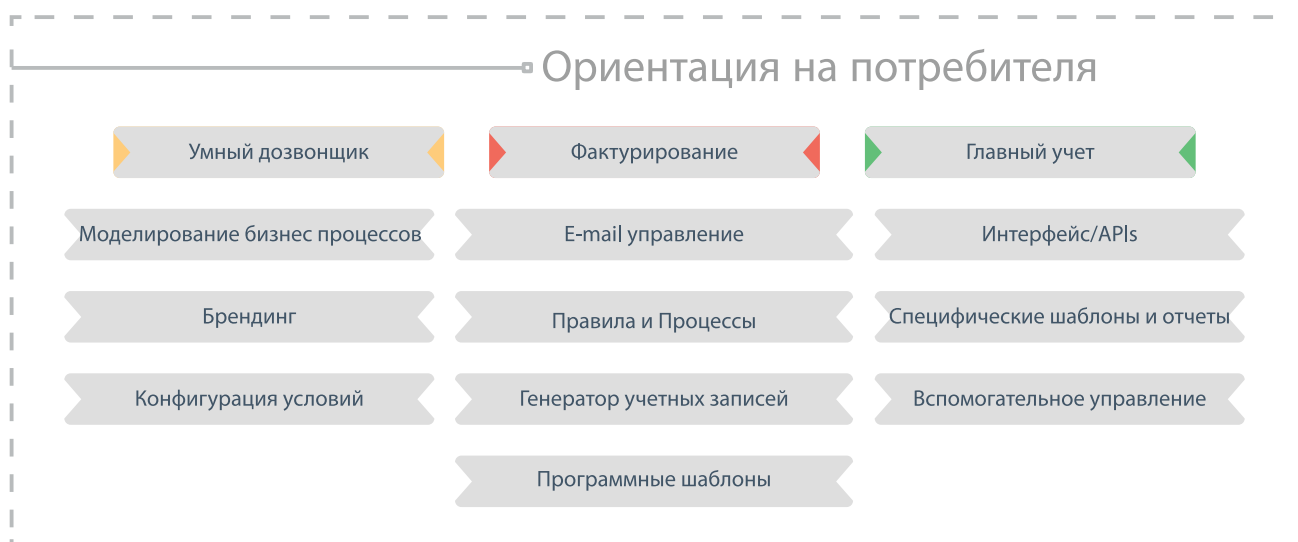 Ориентация на потребителя
Умный дозвонщик
Фактурирование
Главный учет
Моделирование бизнес процессов
E-mail управление
Интерфейс/APIs
Брендинг
Правила и Процессы
Специфические шаблоны и отчеты
Конфигурация условий
Генератор учетных записей
Вспомогательное управление
Программные шаблоны